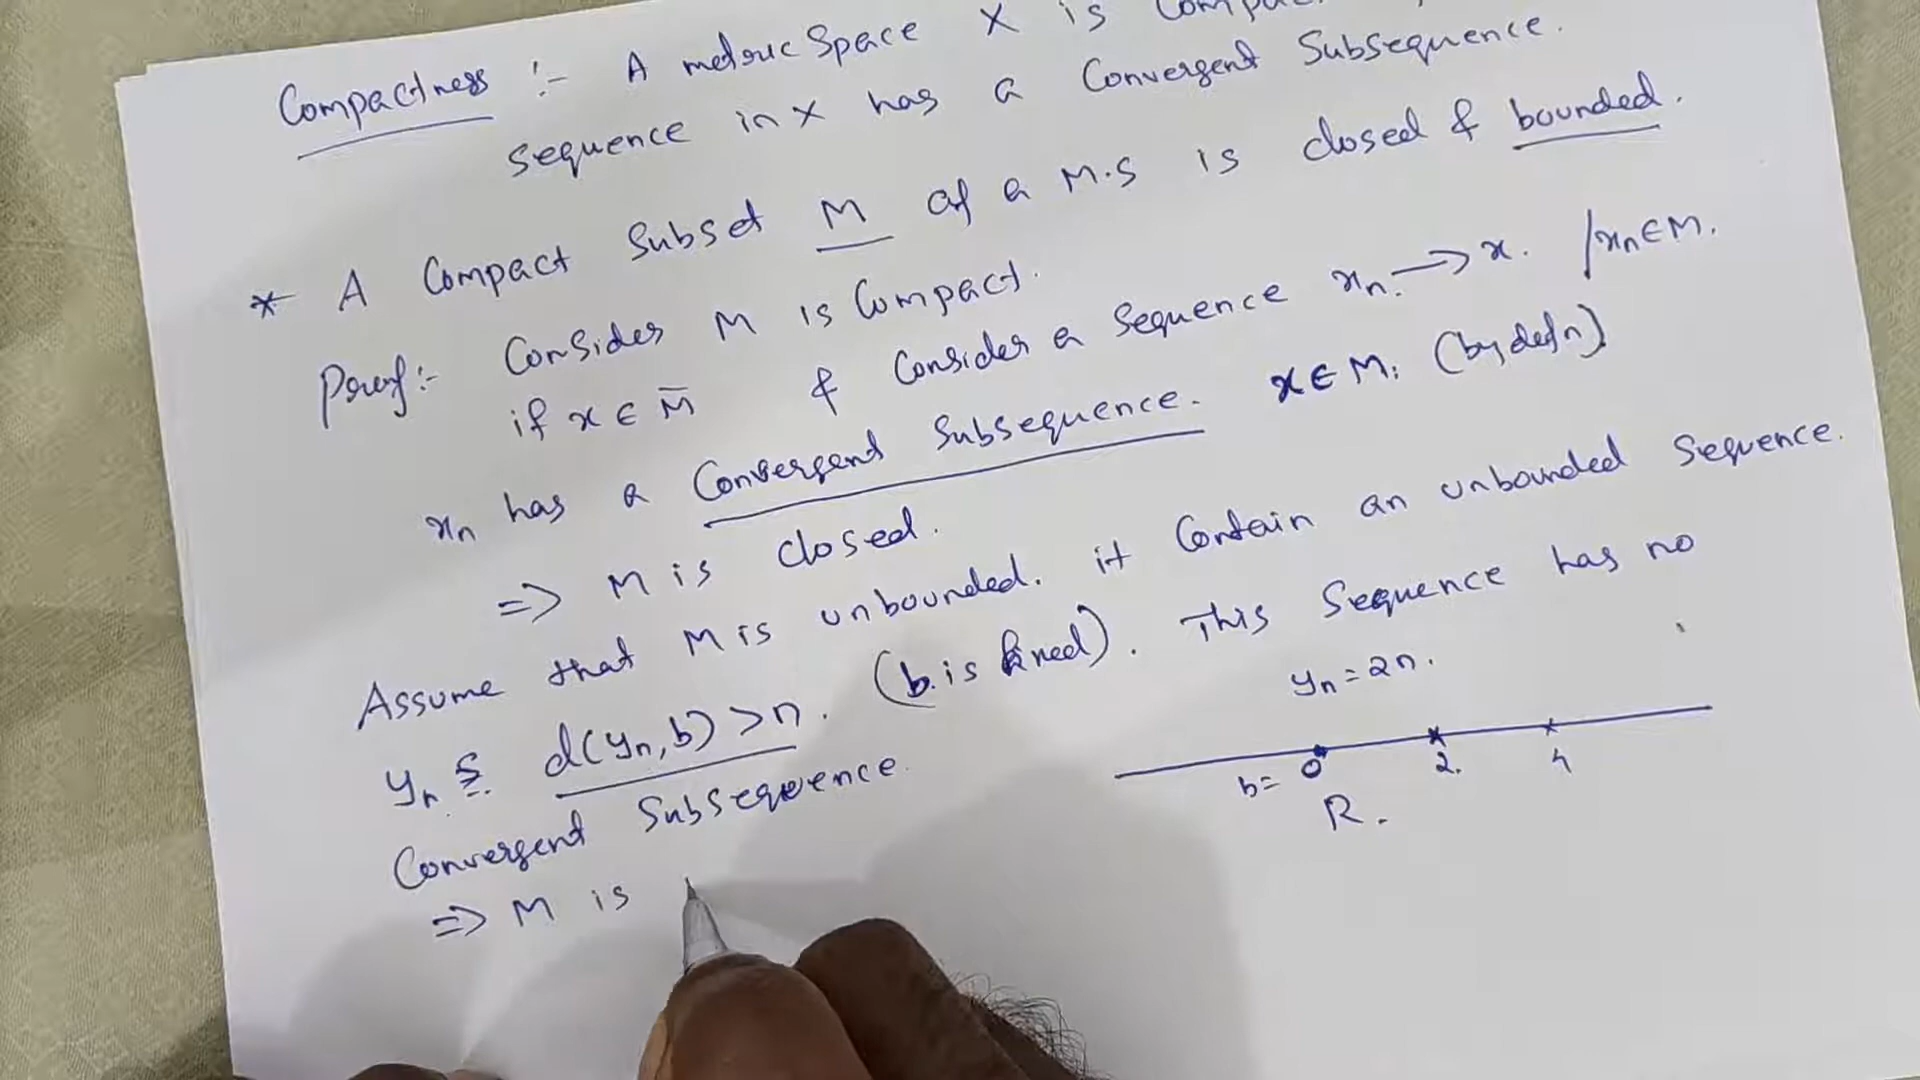 Compactness :- A metric Space X is
sequence in X has a Convergent Subsequence.
* A Compact Subset M of a M.S is closed & bounded.
Proof:- Consider M is Compact.
if x ∈ M̄ & Consider a sequence xₙ → x. / xₙ ∈ M.
xₙ has a Convergent Subsequence. x ∈ M. (by defn).
⇒ M is closed.
Assume that M is unbounded. it Contain an unbounded Sequence.
yₙ ∋ d(yₙ, b) > n. (b is fixed). This Sequence has no
Convergent Subsequence.
yₙ = 2n.
b = 0 2. 4
R.
⇒ M is